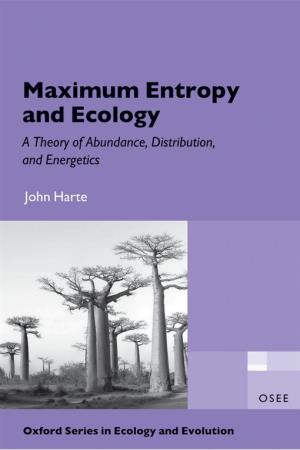 Maximum Entropy
and Ecology
A Theory of Abundance, Distribution,
and Energetics
John Harte
OSEE
Oxford Series in Ecology and Evolution